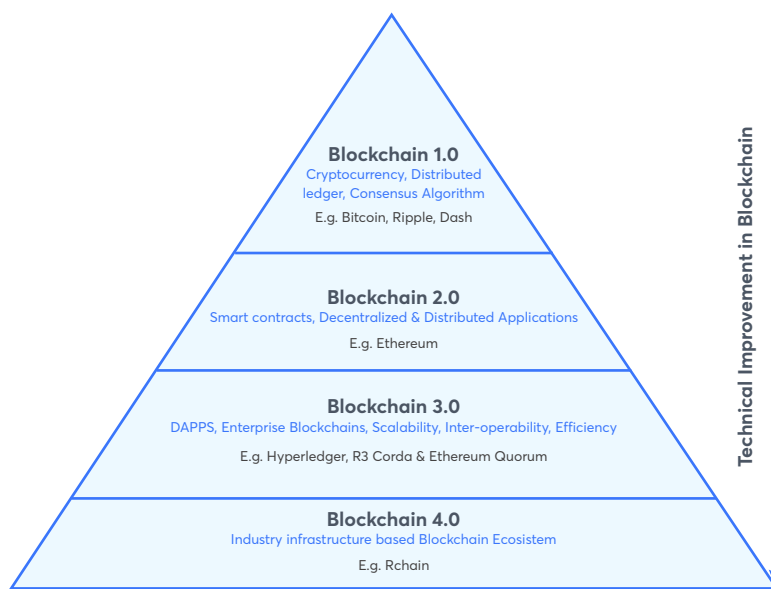 Blockchain 1.0
Cryptocurrency, Distributed
ledger, Consensus Algorithm
E.g. Bitcoin, Ripple, Dash
Blockchain 2.0
Smart contracts, Decentralized & Distributed Applications
E.g. Ethereum
Blockchain 3.0
DAPPS, Enterprise Blockchains, Scalability, Inter-operability, Efficiency
E.g. Hyperledger, R3 Corda & Ethereum Quorum
Blockchain 4.0
Industry infrastructure based Blockchain Ecosistem
E.g. Rchain
Technical Improvement in Blockchain